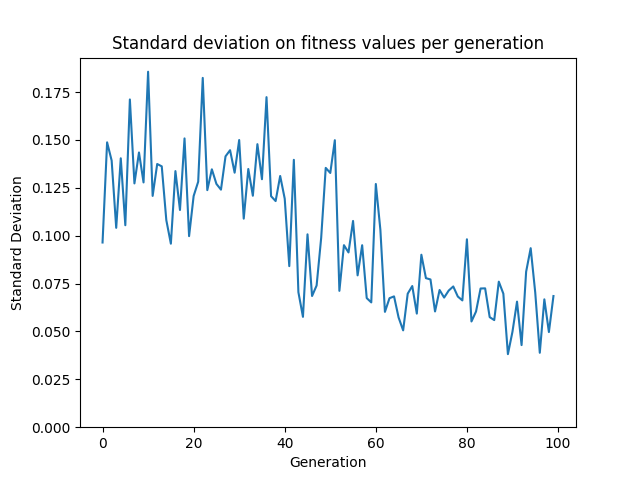 Standard deviation on fitness values per generation
0.175
0.150
0.125
0.100
0.075
0.050
0.025
0.000
Standard Deviation
0 20 40 60 80 100
Generation